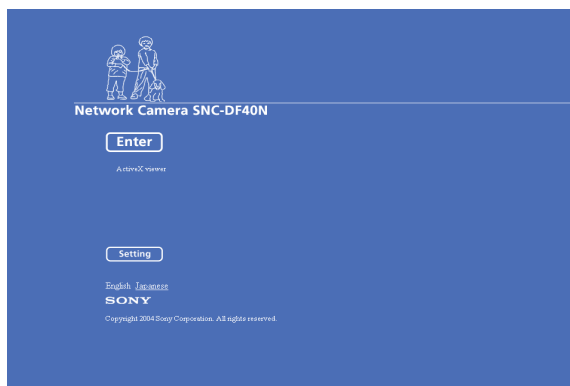 Network Camera SNC-DF40N
Enter
ActiveX viewer
Setting
English Japanese
SONY
Copyright 2004 Sony Corporation. All rights reserved.